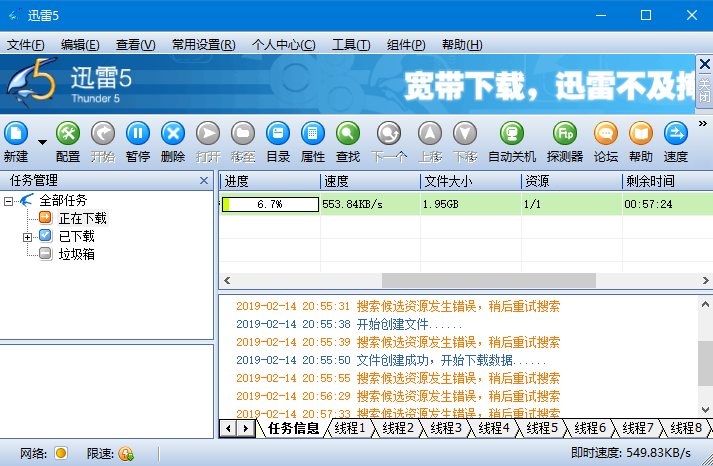 迅雷5
文件(F) 编辑(E) 查看(V) 常用设置(R) 个人中心(C) 工具(T) 组件(P) 帮助(H)
5 迅雷5
Thunder 5
宽带下载，迅雷不及掩
关闭
新建 配置 开始 暂停 删除 打开 移至 目录 属性 查找 下一个 上移 下移 自动关机 探测器 论坛 帮助 速度
任务管理
全部任务
正在下载
已下载
垃圾箱
进度 速度 文件大小 资源 剩余时间
6.7% 553.84KB/s 1.95GB 1/1 00:57:24
2019-02-14 20:55:31 搜索候选资源发生错误，稍后重试搜索
2019-02-14 20:55:38 开始创建文件......
2019-02-14 20:55:39 搜索候选资源发生错误，稍后重试搜索
2019-02-14 20:55:50 文件创建成功，开始下载数据......
2019-02-14 20:55:55 搜索候选资源发生错误，稍后重试搜索
2019-02-14 20:56:29 搜索候选资源发生错误，稍后重试搜索
2019-02-14 20:57:33 搜索候选资源发生错误，稍后重试搜索
任务信息 线程1 线程2 线程3 线程4 线程5 线程6 线程7 线程8
网络: 限速: 即时速度: 549.83KB/s